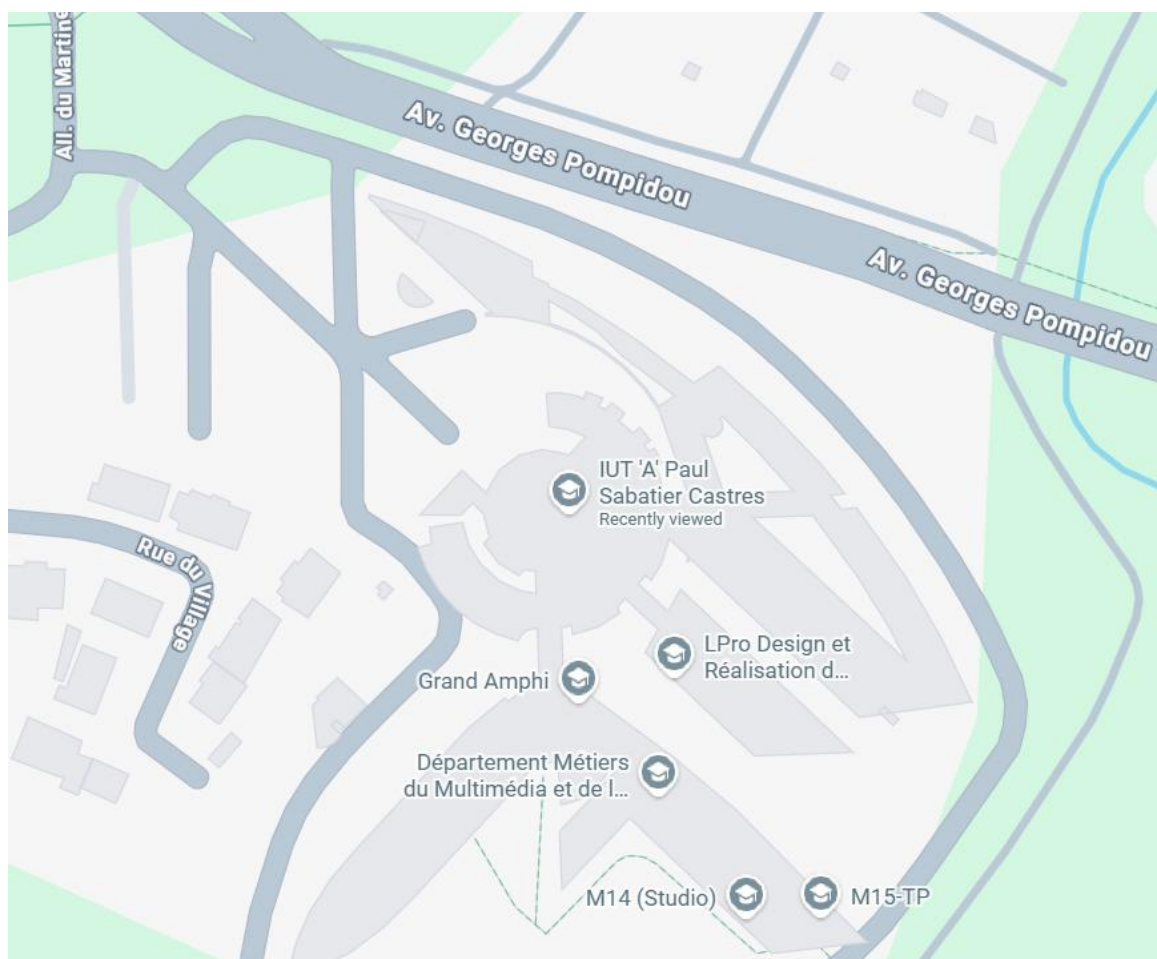 All. du Martine
Av. Georges Pompidou
Av. Georges Pompidou
IUT 'A' Paul
Sabatier Castres
Recently viewed
Rue du Village
LPro Design et
Réalisation d...
Grand Amphi
Département Métiers
du Multimédia et de l...
M14 (Studio)
M15-TP